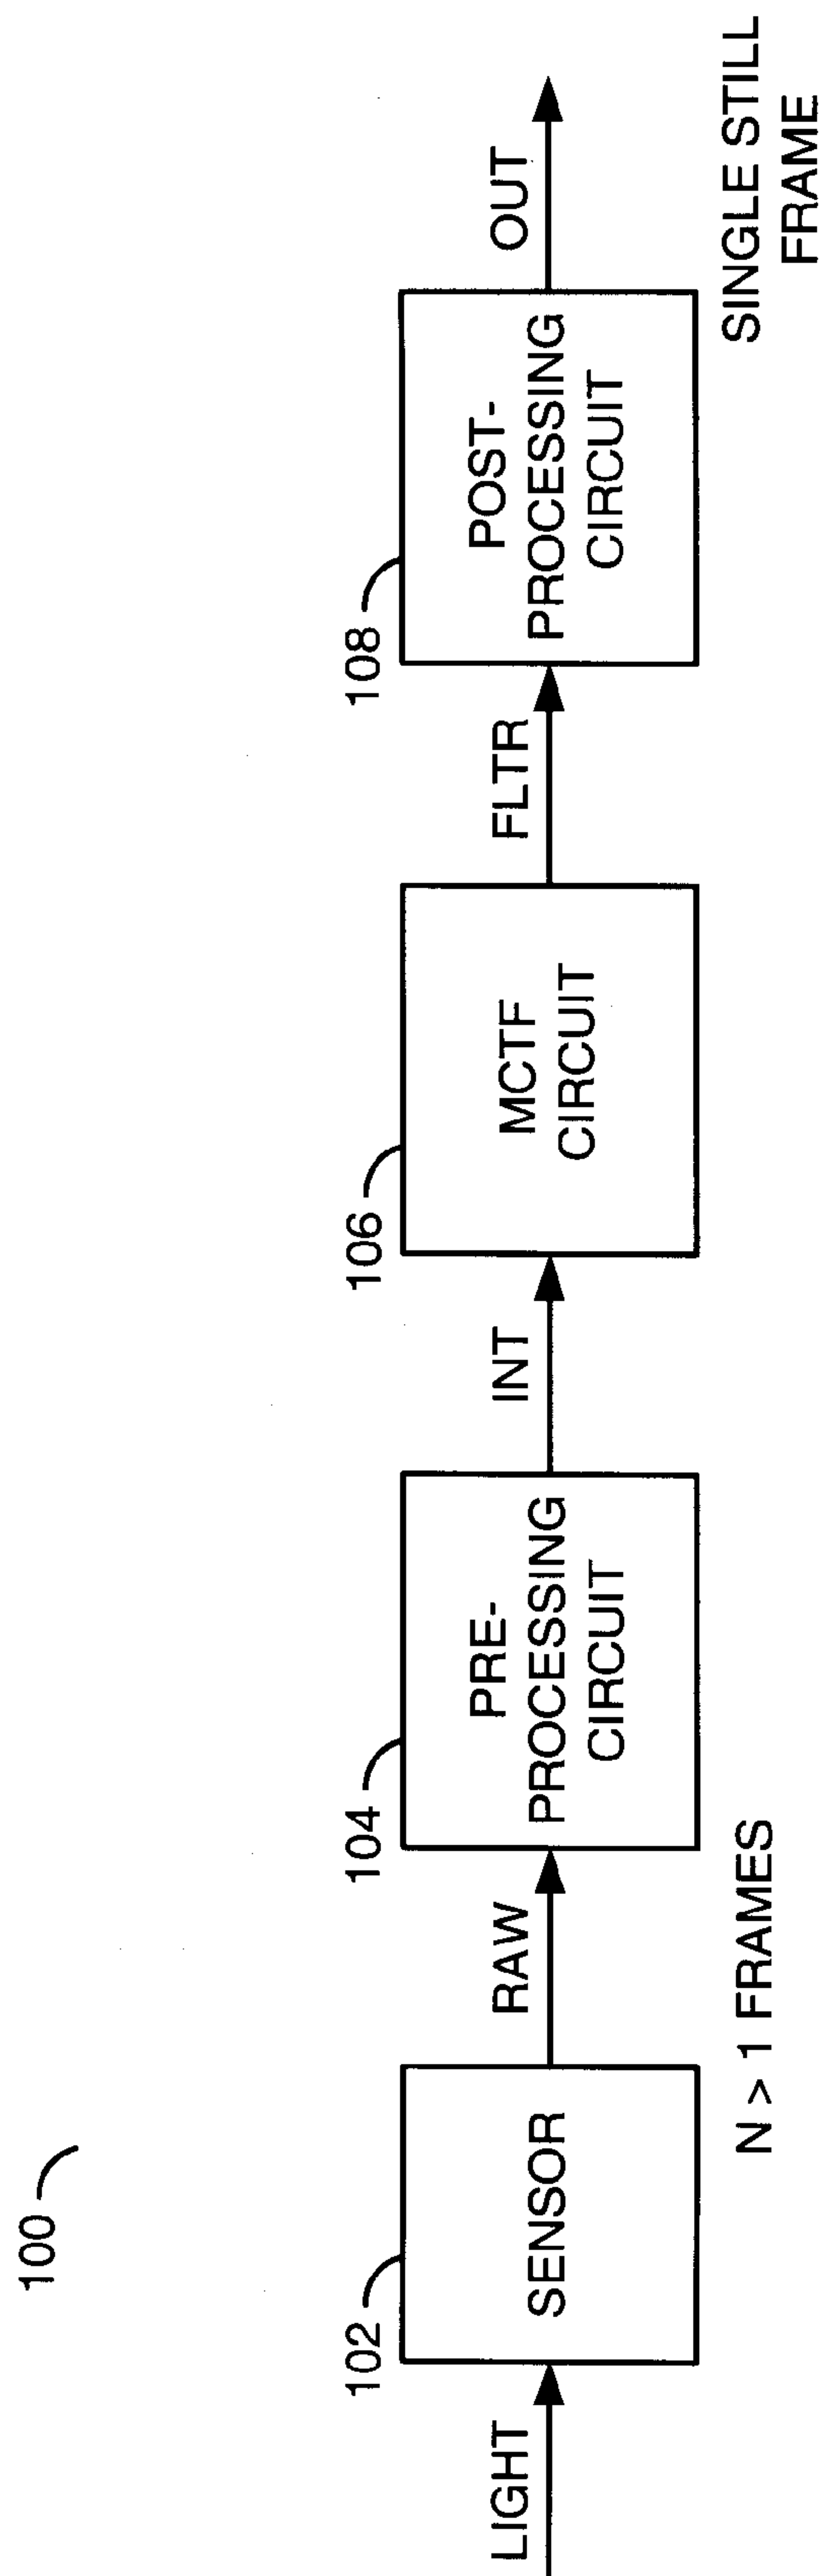 100
LIGHT
102
SENSOR
RAW
N > 1 FRAMES
104
PRE-
PROCESSING
CIRCUIT
INT
106
MCTF
CIRCUIT
FLTR
108
POST-
PROCESSING
CIRCUIT
OUT
SINGLE STILL
FRAME